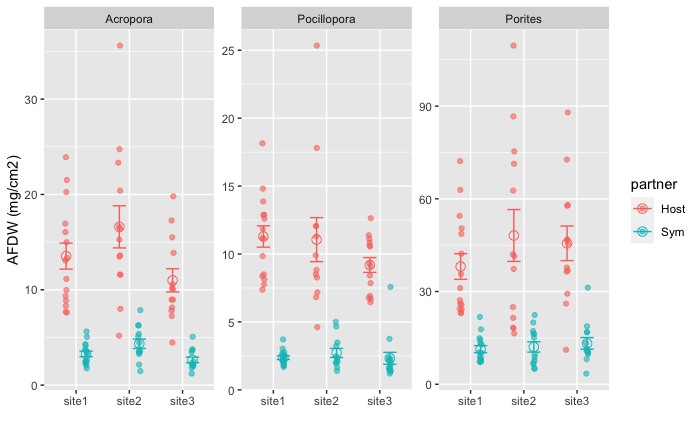 Acropora
Pocillopora
Porites
AFDW (mg/cm2)
30
20
10
0
25
20
15
10
5
0
90
60
30
0
site1 site2 site3
site1 site2 site3
site1 site2 site3
partner
Host
Sym